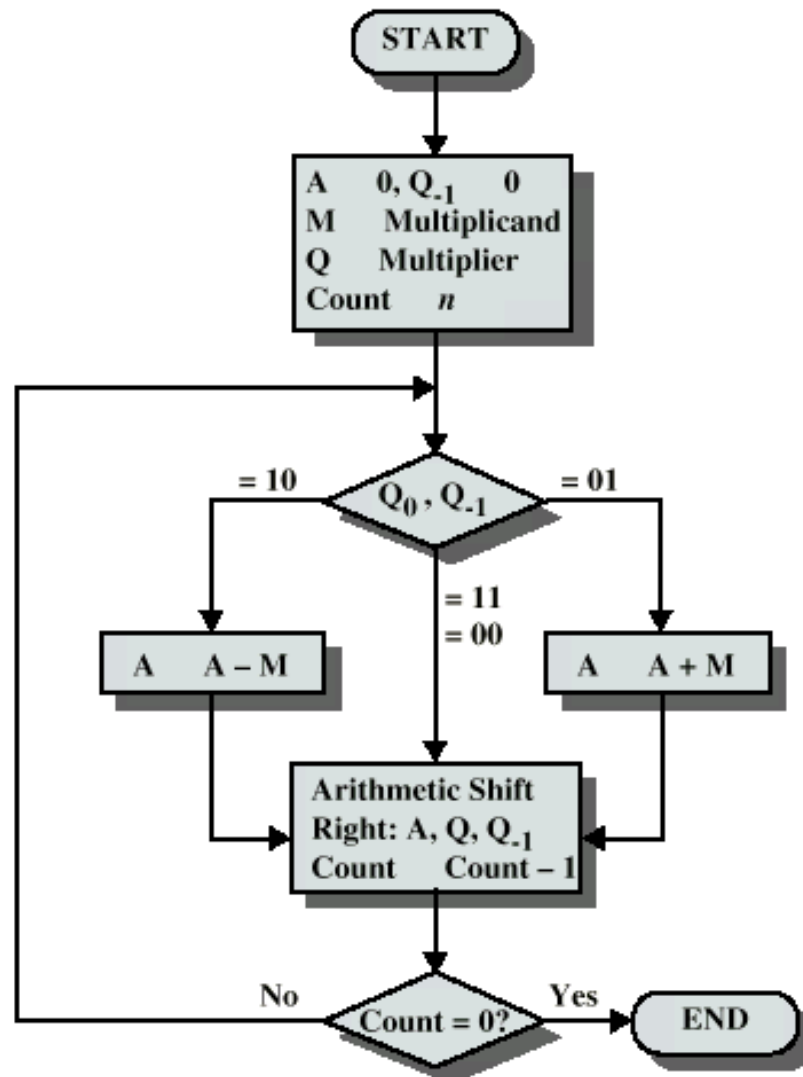 START
A 0, Q-1 0
M Multiplicand
Q Multiplier
Count n
= 10
Q0 , Q-1
= 01
= 11
= 00
A A – M
A A + M
Arithmetic Shift
Right: A, Q, Q-1
Count Count – 1
No
Count = 0?
Yes
END